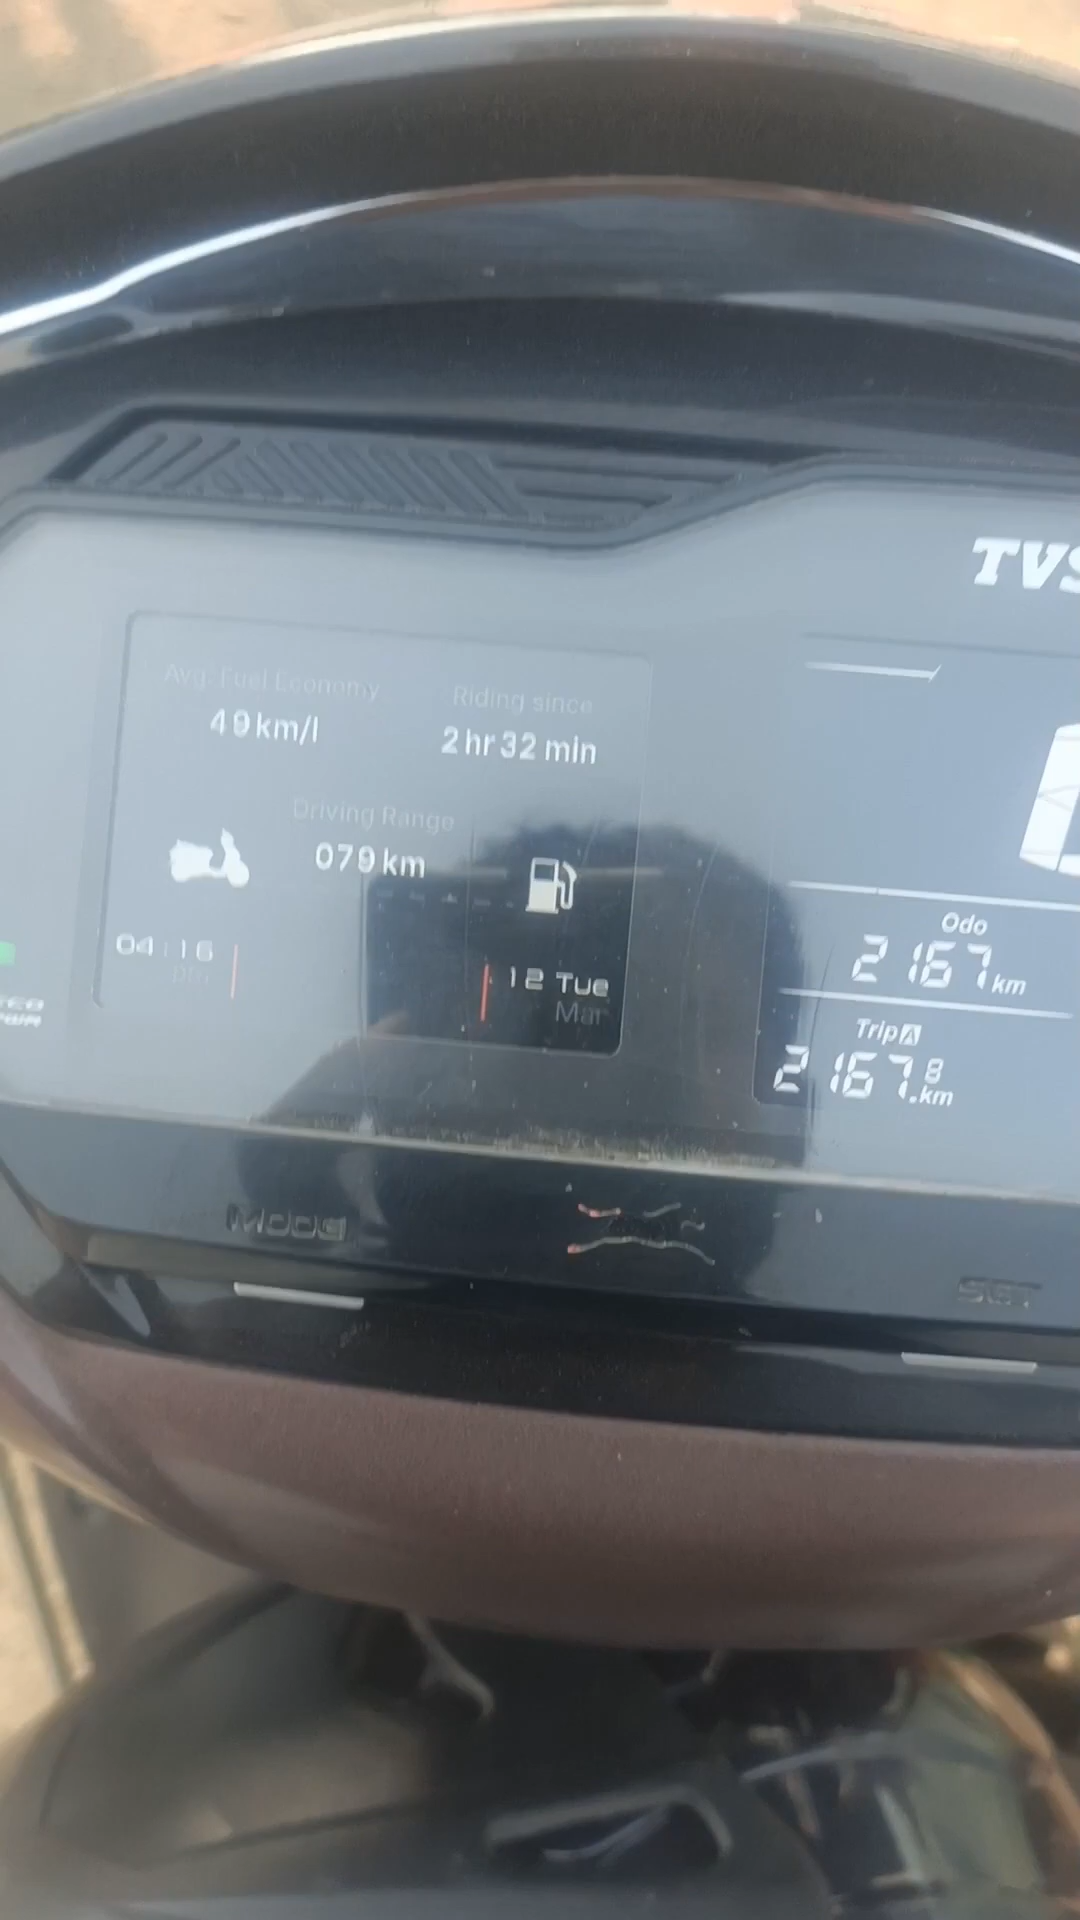 TVS
Avg. Fuel Economy
49 km/l
Riding since
2 hr 32 min
Driving Range
079 km
04:16
pm
12 Tue
Mar
Odo
2167 km
Trip A
2167.8 km
MODE
SET